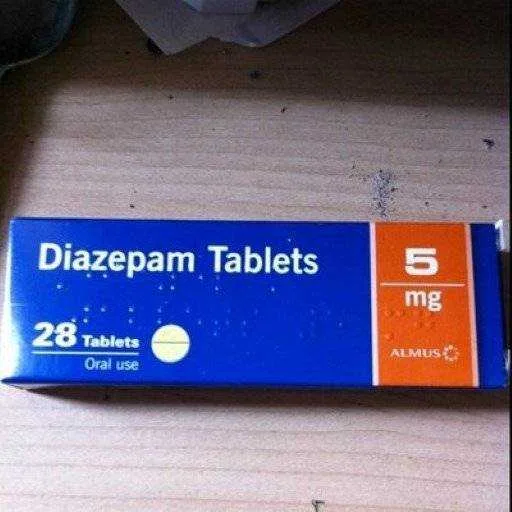 Diazepam Tablets
5
mg
28 Tablets
Oral use
ALMUS